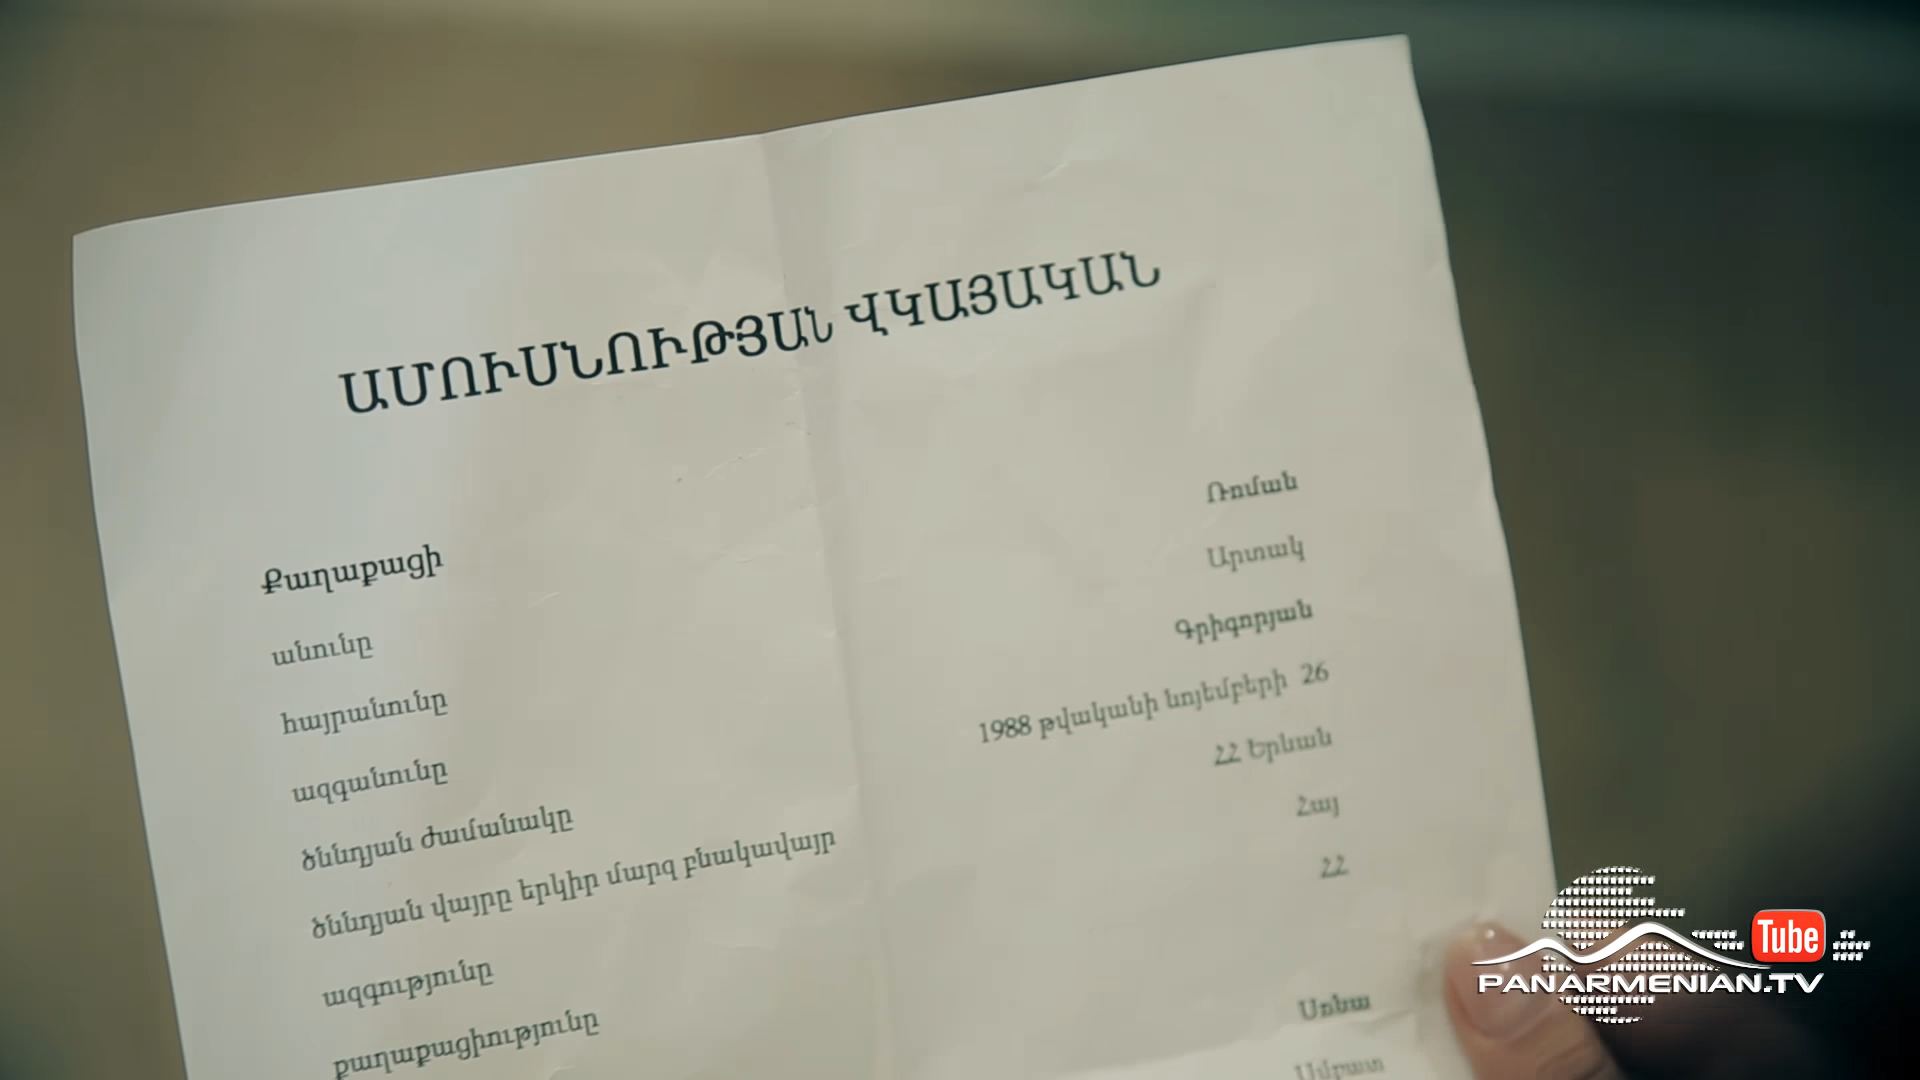 ԱՄՈՒՍՆՈՒԹՅԱՆ ՎԿԱՅԱԿԱՆ
Քաղաքացի
անունը Ռոման
հայրանունը Արտակ
ազգանունը Գրիգորյան
ծննդյան ժամանակը 1988 թվականի նոյեմբերի 26
ծննդյան վայրը երկիր մարզ բնակավայր ՀՀ Երևան
ազգությունը Հայ
քաղաքացիությունը ՀՀ
Սոնա
Սմբատ
Tube
PANARMENIAN.TV